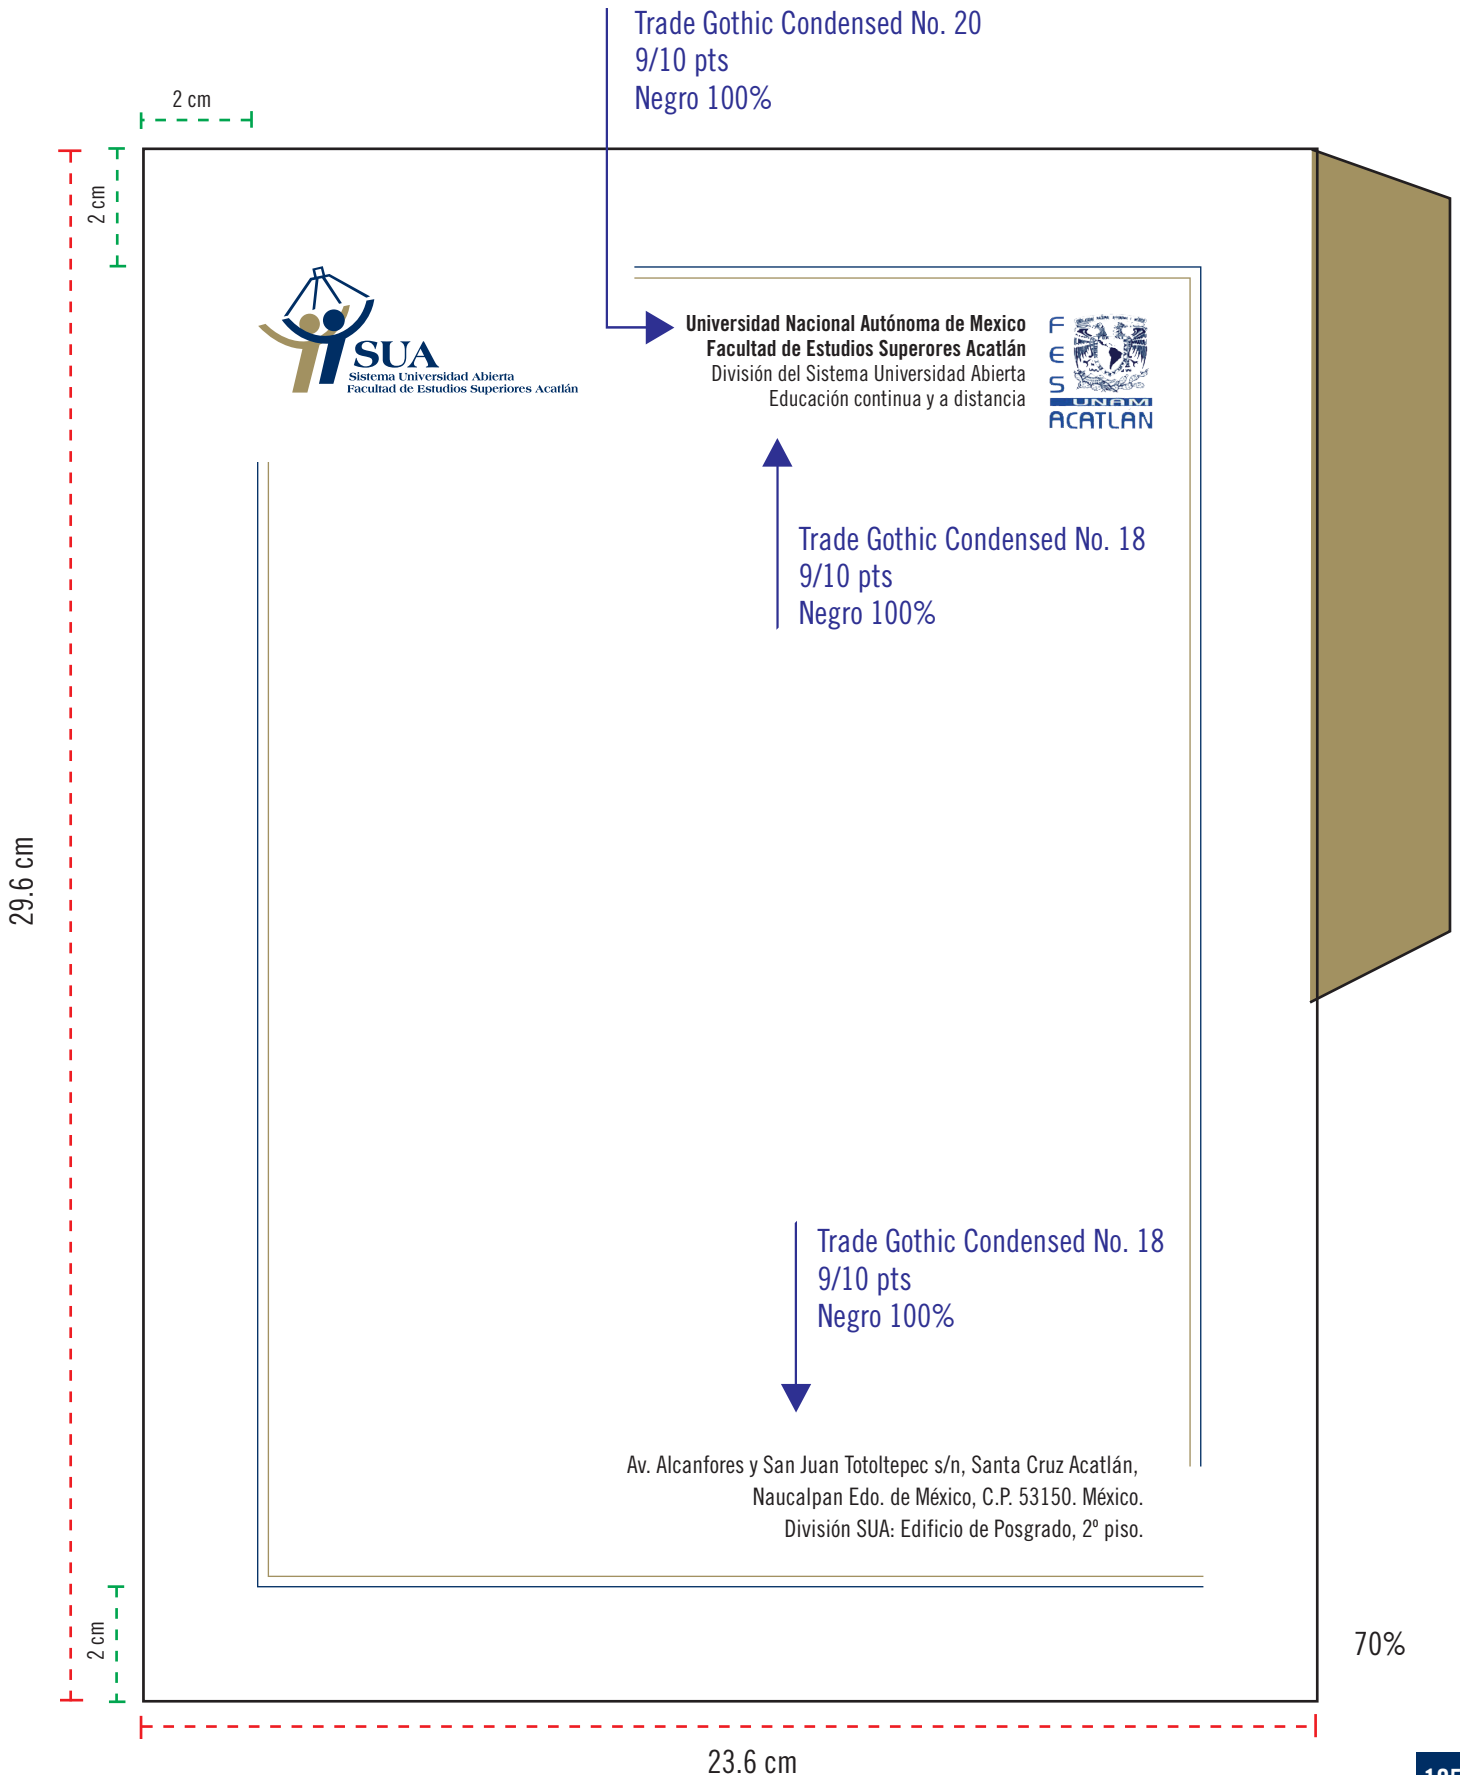 Trade Gothic Condensed No. 20
9/10 pts
Negro 100%
2 cm
2 cm
SUA
Sistema Universidad Abierta
Facultad de Estudios Superiores Acatlán
Universidad Nacional Autónoma de Mexico
Facultad de Estudios Superores Acatlán
División del Sistema Universidad Abierta
Educación continua y a distancia
FES
UNAM
ACATLAN
Trade Gothic Condensed No. 18
9/10 pts
Negro 100%
29.6 cm
Trade Gothic Condensed No. 18
9/10 pts
Negro 100%
Av. Alcanfores y San Juan Totoltepec s/n, Santa Cruz Acatlán,
Naucalpan Edo. de México, C.P. 53150. México.
División SUA: Edificio de Posgrado, 2º piso.
2 cm
70%
23.6 cm